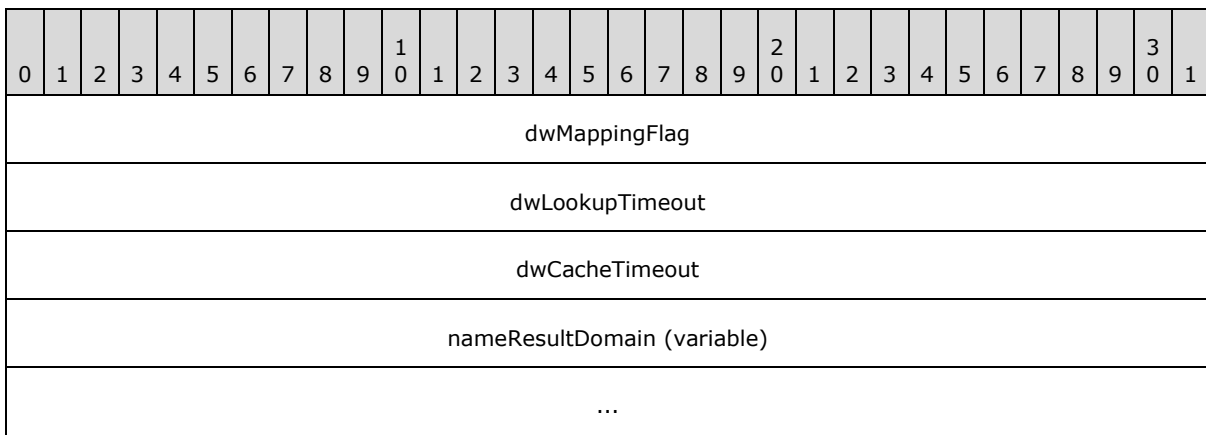 0 1 2 3 4 5 6 7 8 9 1 0 1 2 3 4 5 6 7 8 9 2 0 1 2 3 4 5 6 7 8 9 3 0 1
dwMappingFlag
dwLookupTimeout
dwCacheTimeout
nameResultDomain (variable)
...